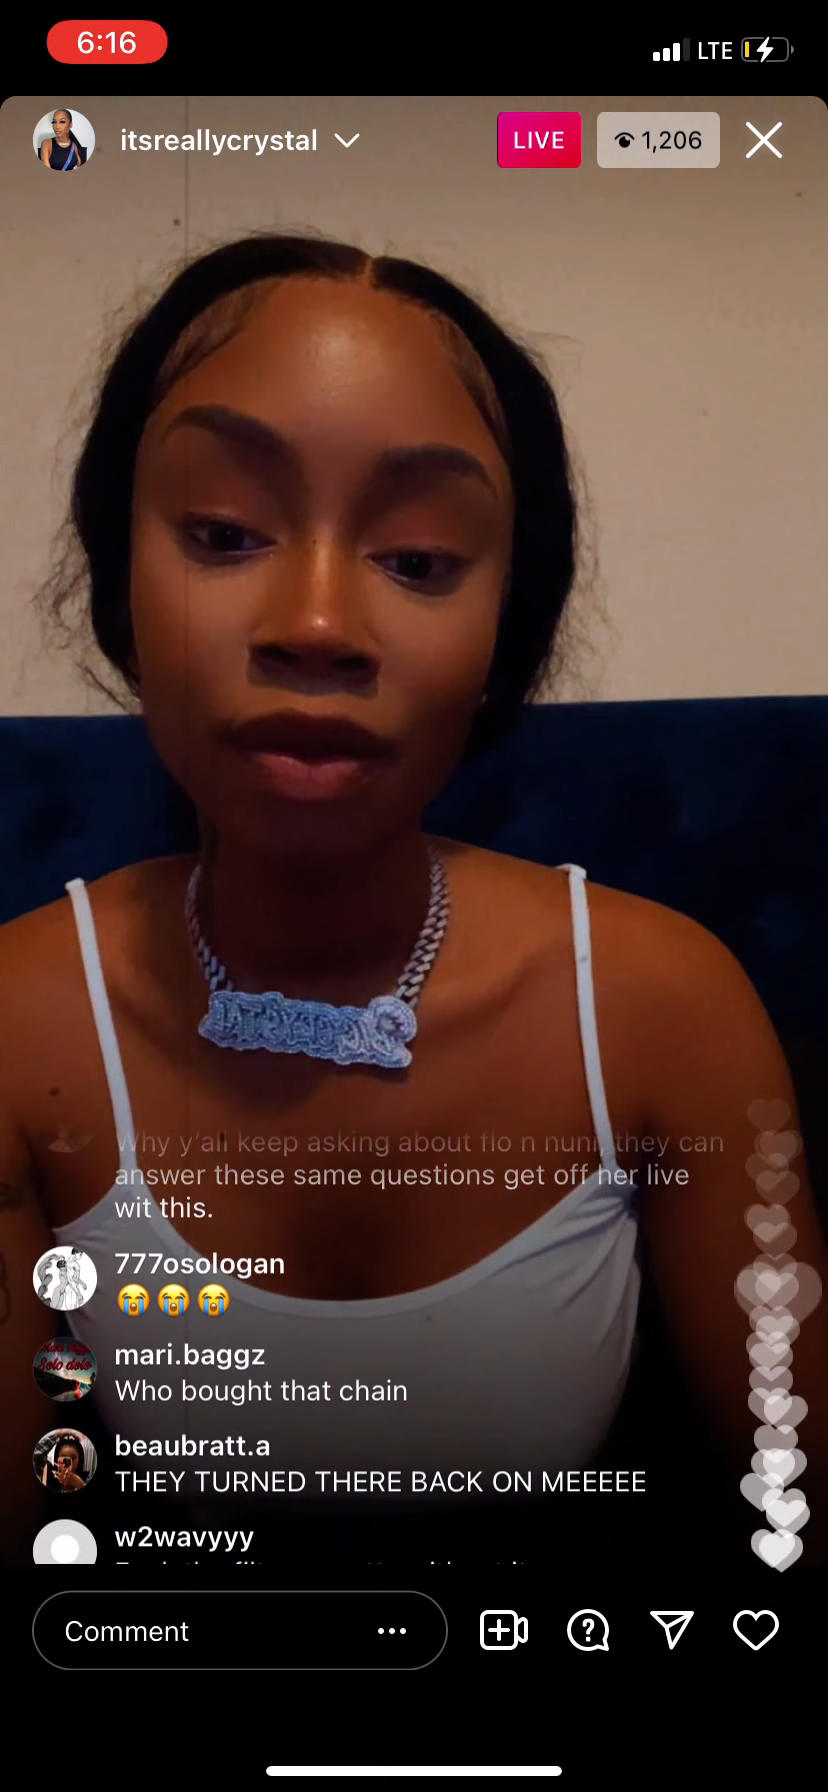 6:16
LTE
itsreallycrystal
LIVE
1,206
Why y'all keep asking about flo n nuni, they can
answer these same questions get off her live
wit this.
777osologan
😭😭😭
mari.baggz
Who bought that chain
beaubratt.a
THEY TURNED THERE BACK ON MEEEEE
w2wavyyy
Comment